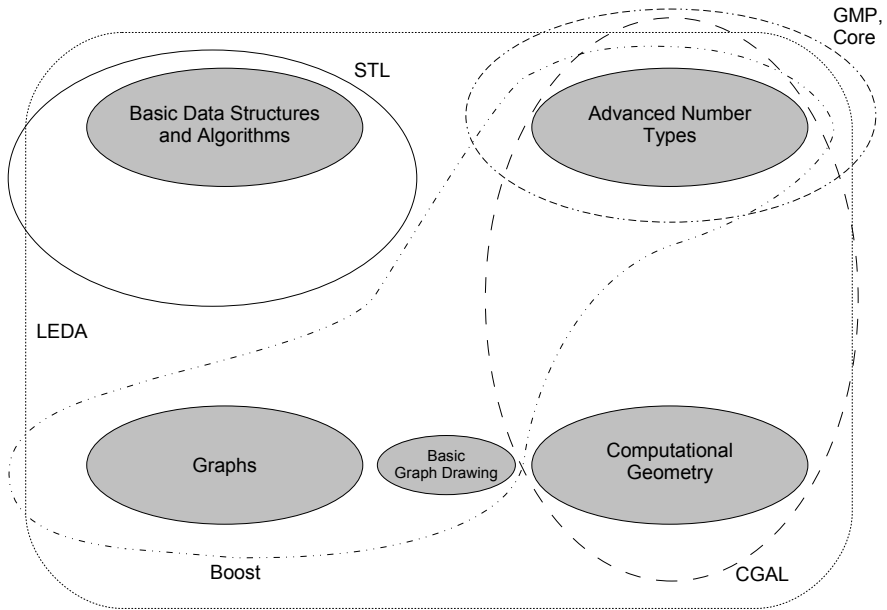 GMP,
Core
STL
Basic Data Structures
and Algorithms
Advanced Number
Types
LEDA
Graphs
Basic
Graph Drawing
Computational
Geometry
Boost
CGAL